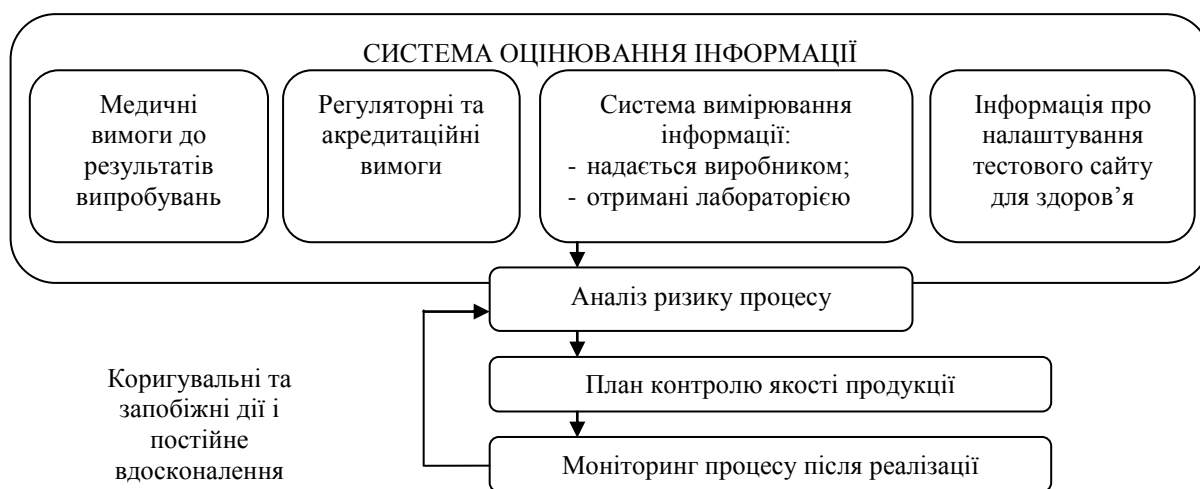 СИСТЕМА ОЦІНЮВАННЯ ІНФОРМАЦІЇ
Медичні
вимоги до
результатів
випробувань
Регуляторні та
акредитаційні
вимоги
Система вимірювання
інформації:
- надається виробником;
- отримані лабораторією
Інформація про
налаштування
тестового сайту
для здоров’я
Аналіз ризику процесу
План контролю якості продукції
Моніторинг процесу після реалізації
Коригувальні та
запобіжні дії і
постійне
вдосконалення